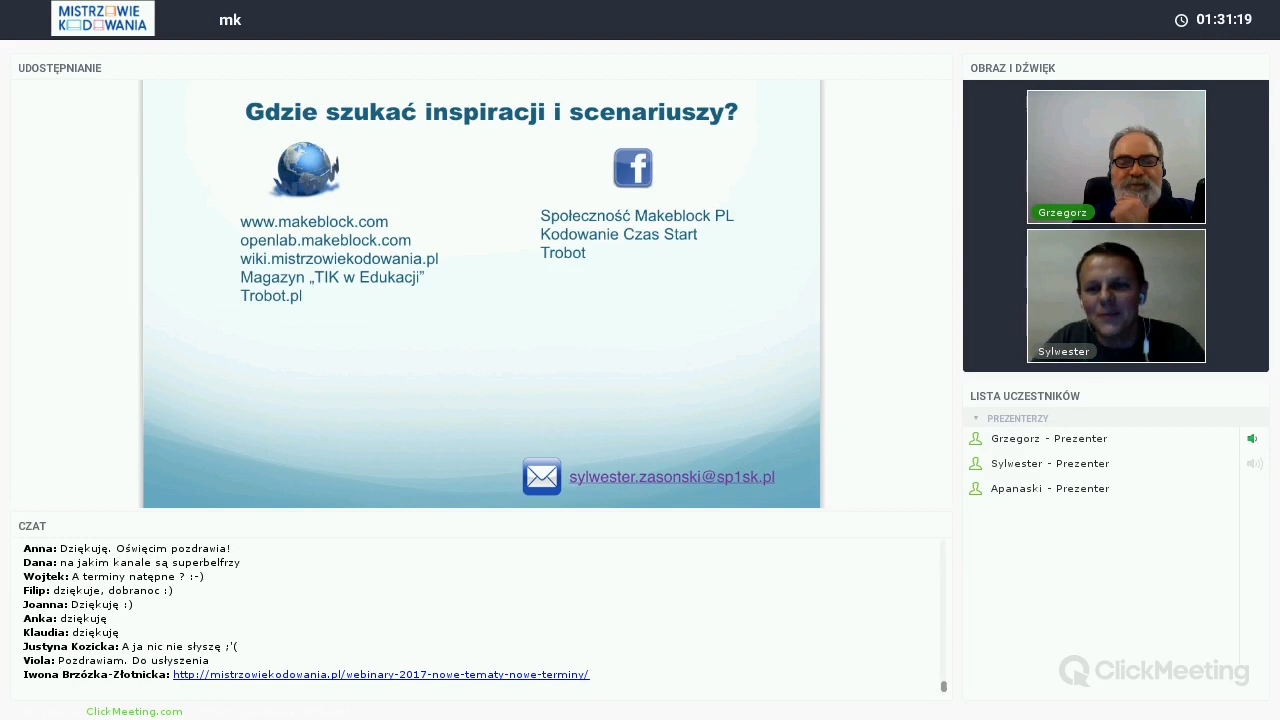 MISTRZOWIE
KODOWANIA
mk
01:31:19
UDOSTĘPNIANIE
Gdzie szukać inspiracji i scenariuszy?
www.makeblock.com
openlab.makeblock.com
wiki.mistrzowiekodowania.pl
Magazyn „TIK w Edukacji”
Trobot.pl
f
Społeczność Makeblock PL
Kodowanie Czas Start
Trobot
sylwester.zasonski@sp1sk.pl
CZAT
Anna: Dziękuję. Oświęcim pozdrawia!
Dana: na jakim kanale są superbelfrzy
Wojtek: A terminy natępne ? :-)
Filip: dziękuje, dobranoc :)
Joanna: Dziękuję :)
Anka: dziękuję
Klaudia: dziękuję
Justyna Kozicka: A ja nic nie słyszę ;'(
Viola: Pozdrawiam. Do usłyszenia
Iwona Brzózka-Złotnicka: http://mistrzowiekodowania.pl/webinary-2017-nowe-tematy-nowe-terminy/
ClickMeeting.com
OBRAZ I DŹWIĘK
Grzegorz
Sylwester
LISTA UCZESTNIKÓW
PREZENTERZY
Grzegorz - Prezenter
Sylwester - Prezenter
Apanaski - Prezenter
ClickMeeting